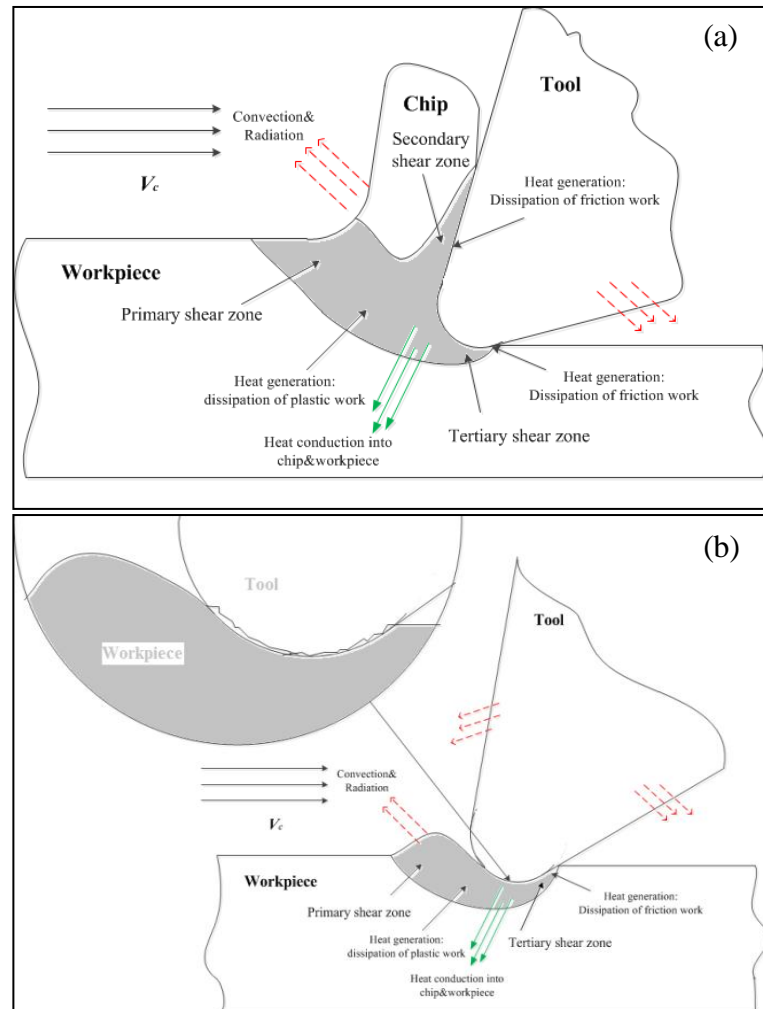 (a)
Tool
Chip
Convection&
Radiation
Secondary
shear zone
Vc
Heat generation:
Dissipation of friction work
Workpiece
Primary shear zone
Heat generation:
dissipation of plastic work
Heat generation:
Dissipation of friction work
Tertiary shear zone
Heat conduction into
chip&workpiece
(b)
Tool
Tool
Workpiece
Convection&
Radiation
Vc
Workpiece
Primary shear zone
Heat generation:
Dissipation of friction work
Heat generation:
dissipation of plastic work
Tertiary shear zone
Heat conduction into
chip&workpiece